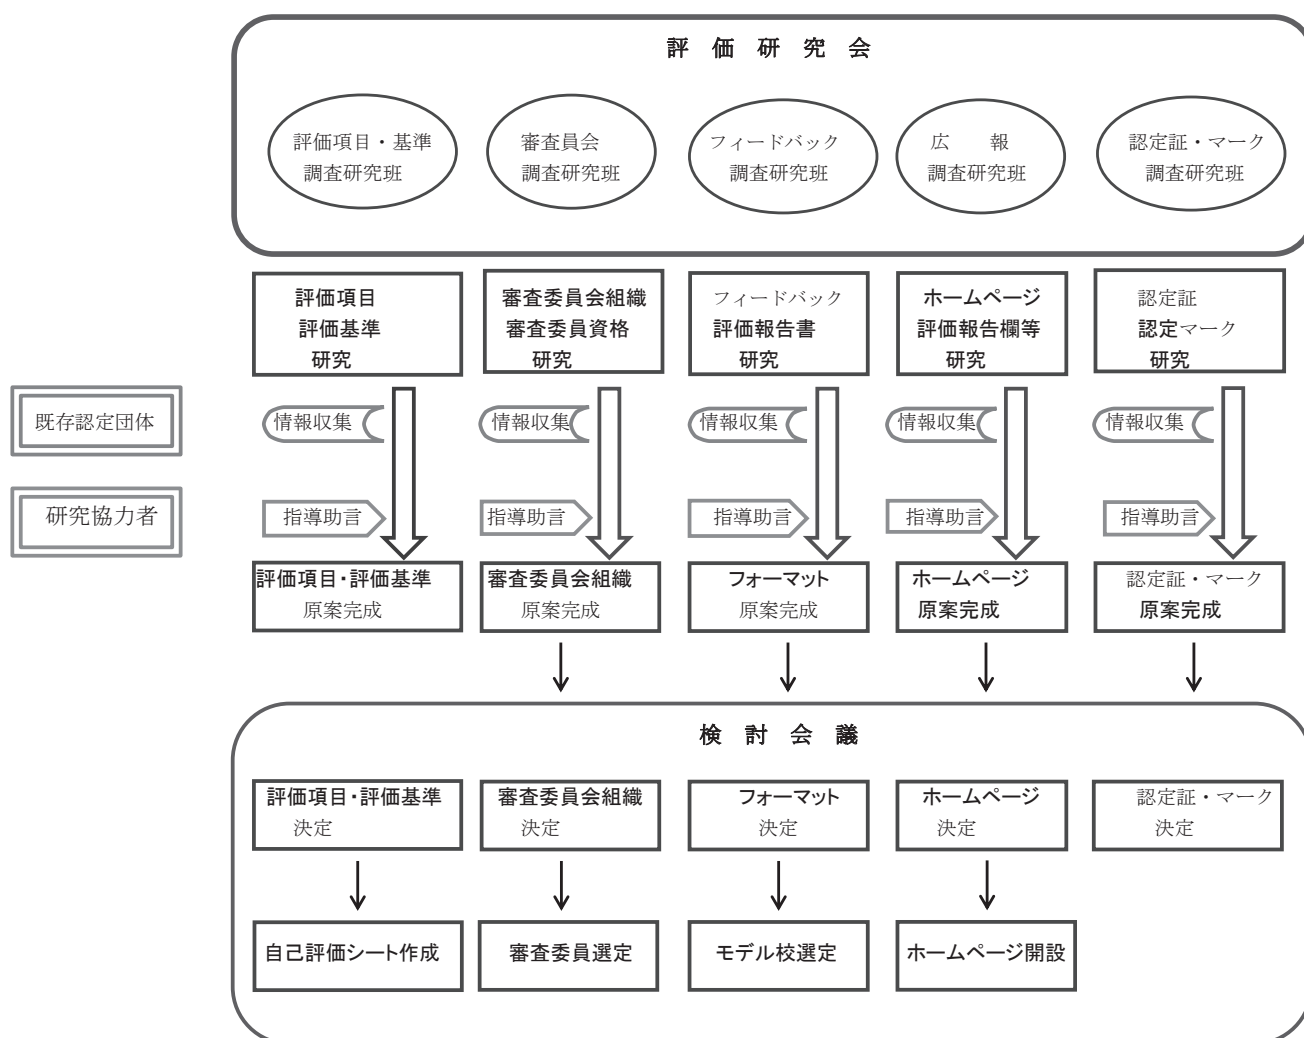 評価研究会
評価項目・基準
調査研究班
審査員会
調査研究班
フィードバック
調査研究班
広　報
調査研究班
認定証・マーク
調査研究班
評価項目
評価基準
研究
審査委員会組織
審査委員資格
研究
フィードバック
評価報告書
研究
ホームページ
評価報告欄等
研究
認定証
認定マーク
研究
既存認定団体
情報収集
情報収集
情報収集
情報収集
情報収集
研究協力者
指導助言
指導助言
指導助言
指導助言
指導助言
評価項目・評価基準
原案完成
審査委員会組織
原案完成
フォーマット
原案完成
ホームページ
原案完成
認定証・マーク
原案完成
検討会議
評価項目・評価基準
決定
審査委員会組織
決定
フォーマット
決定
ホームページ
決定
認定証・マーク
決定
自己評価シート作成
審査委員選定
モデル校選定
ホームページ開設